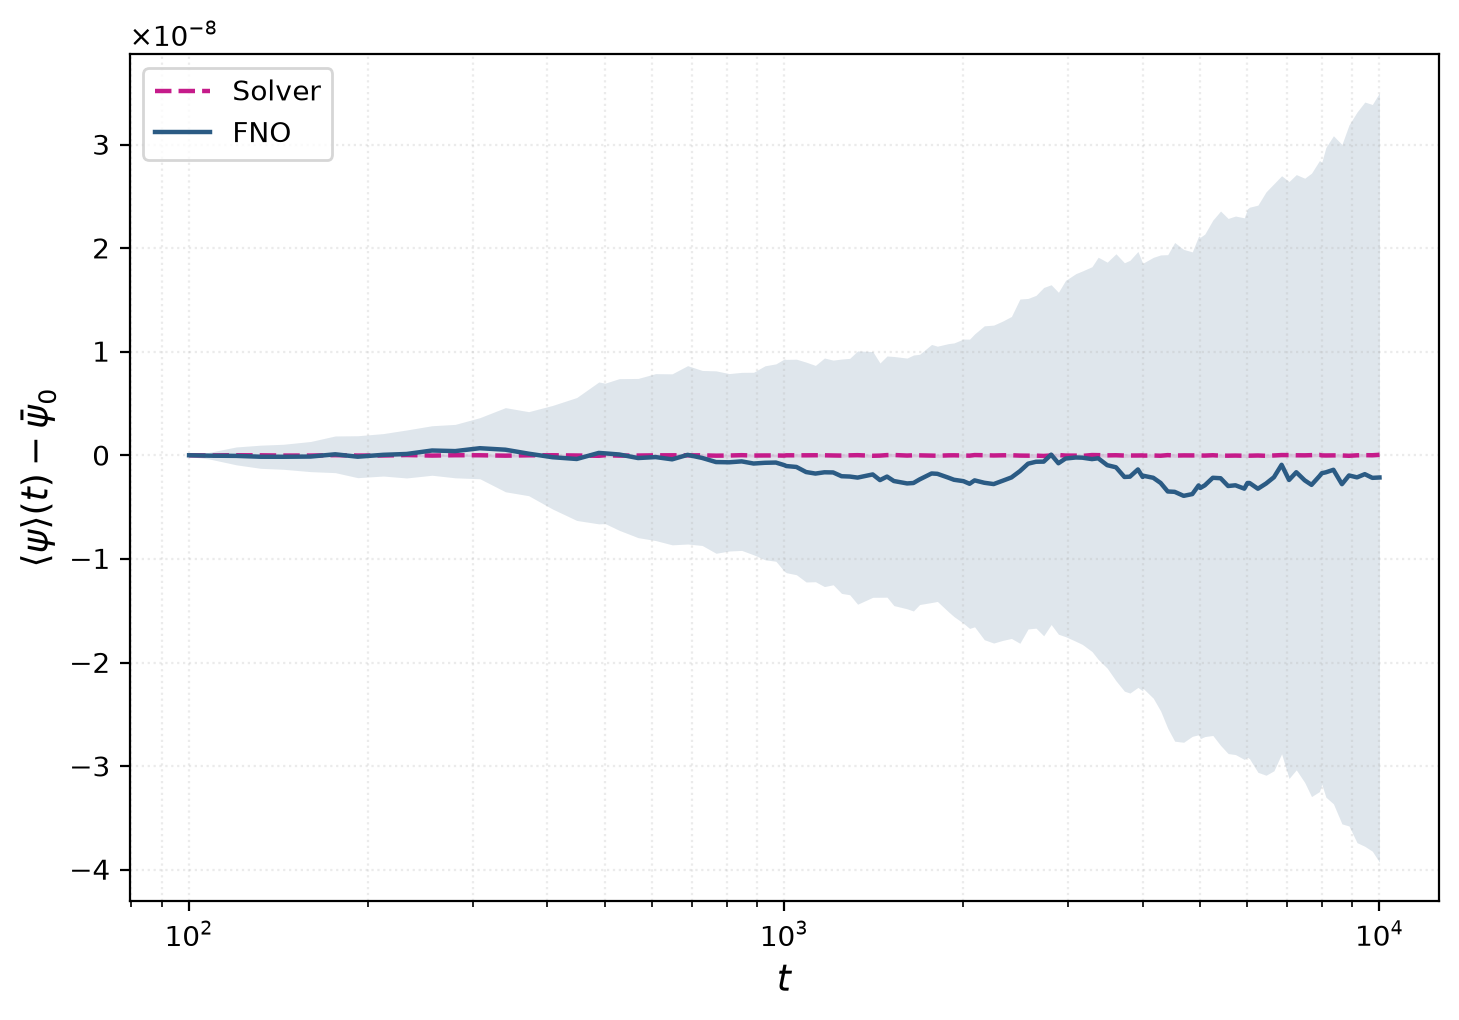 ×10⁻⁸
Solver
FNO
3
2
1
0
−1
−2
−3
−4
⟨ψ⟩(t) − ψ̄₀
10² 10³ 10⁴
t